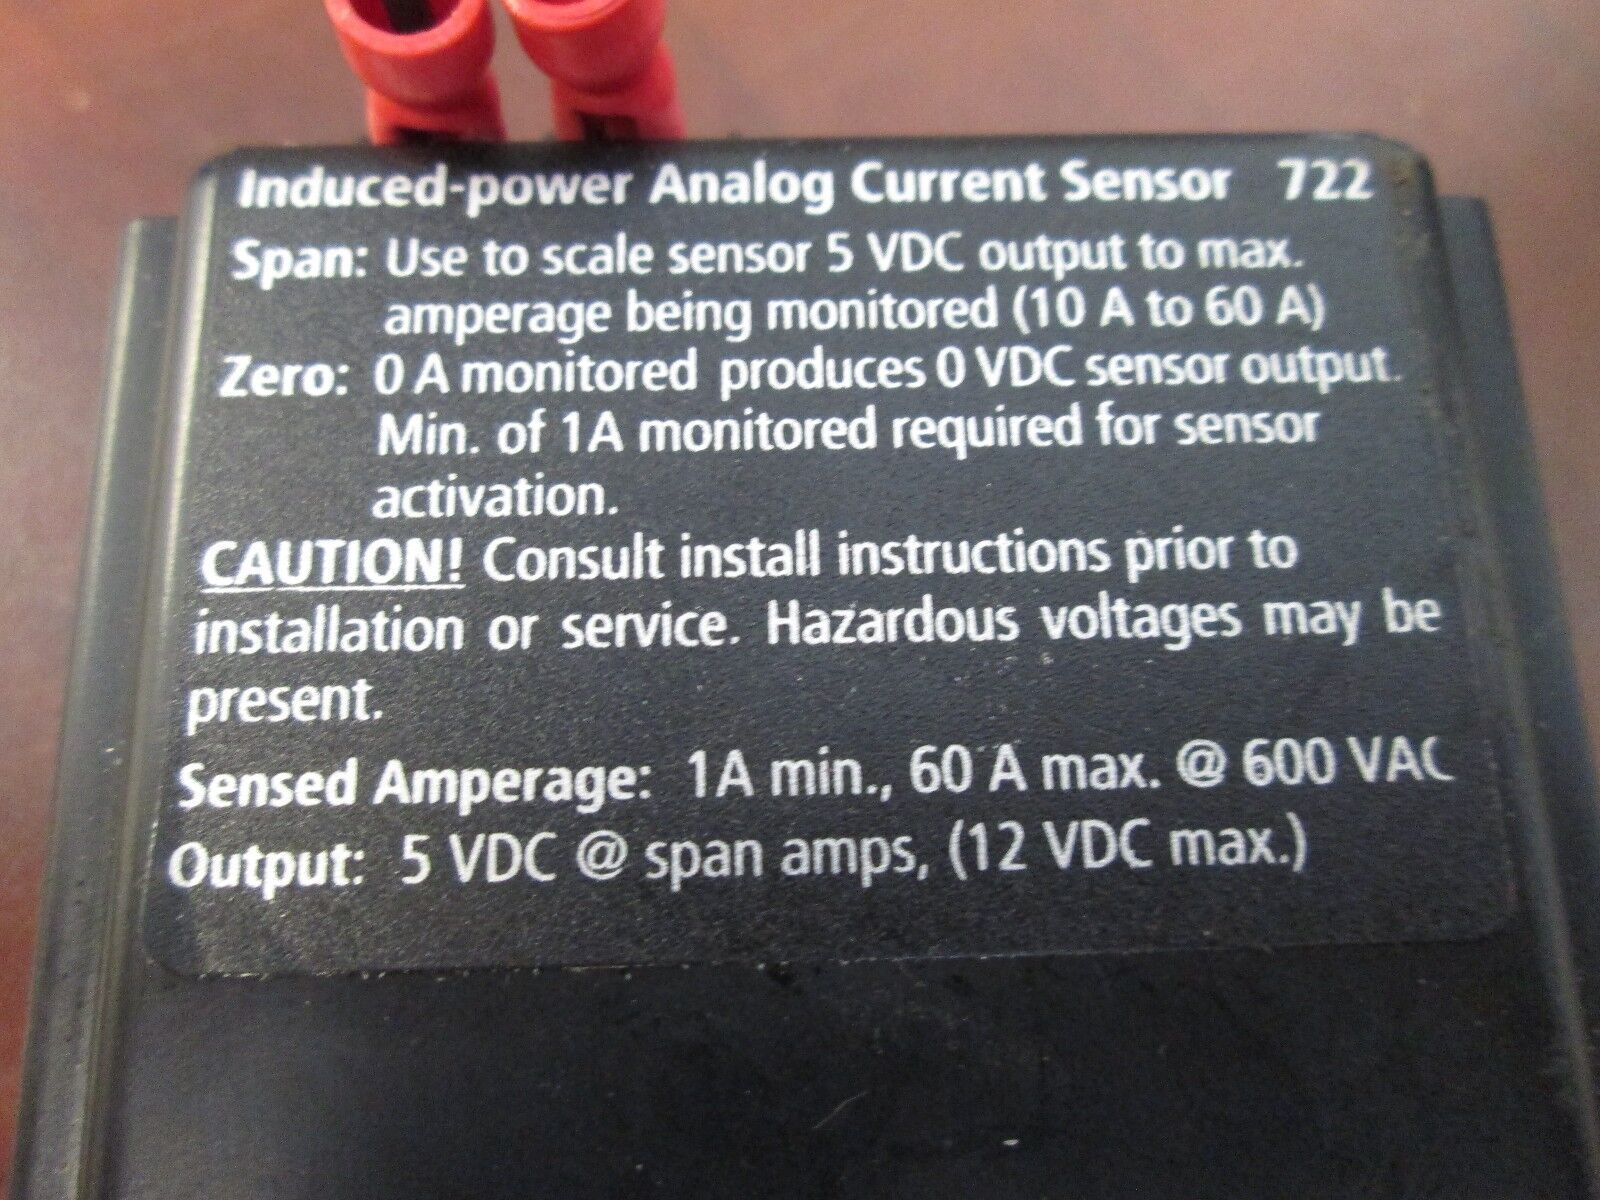 Induced-power Analog Current Sensor 722
Span: Use to scale sensor 5 VDC output to max.
amperage being monitored (10 A to 60 A)
Zero: 0 A monitored produces 0 VDC sensor output.
Min. of 1A monitored required for sensor
activation.
CAUTION! Consult install instructions prior to
installation or service. Hazardous voltages may be
present.
Sensed Amperage: 1A min., 60 A max. @ 600 VAC
Output: 5 VDC @ span amps, (12 VDC max.)